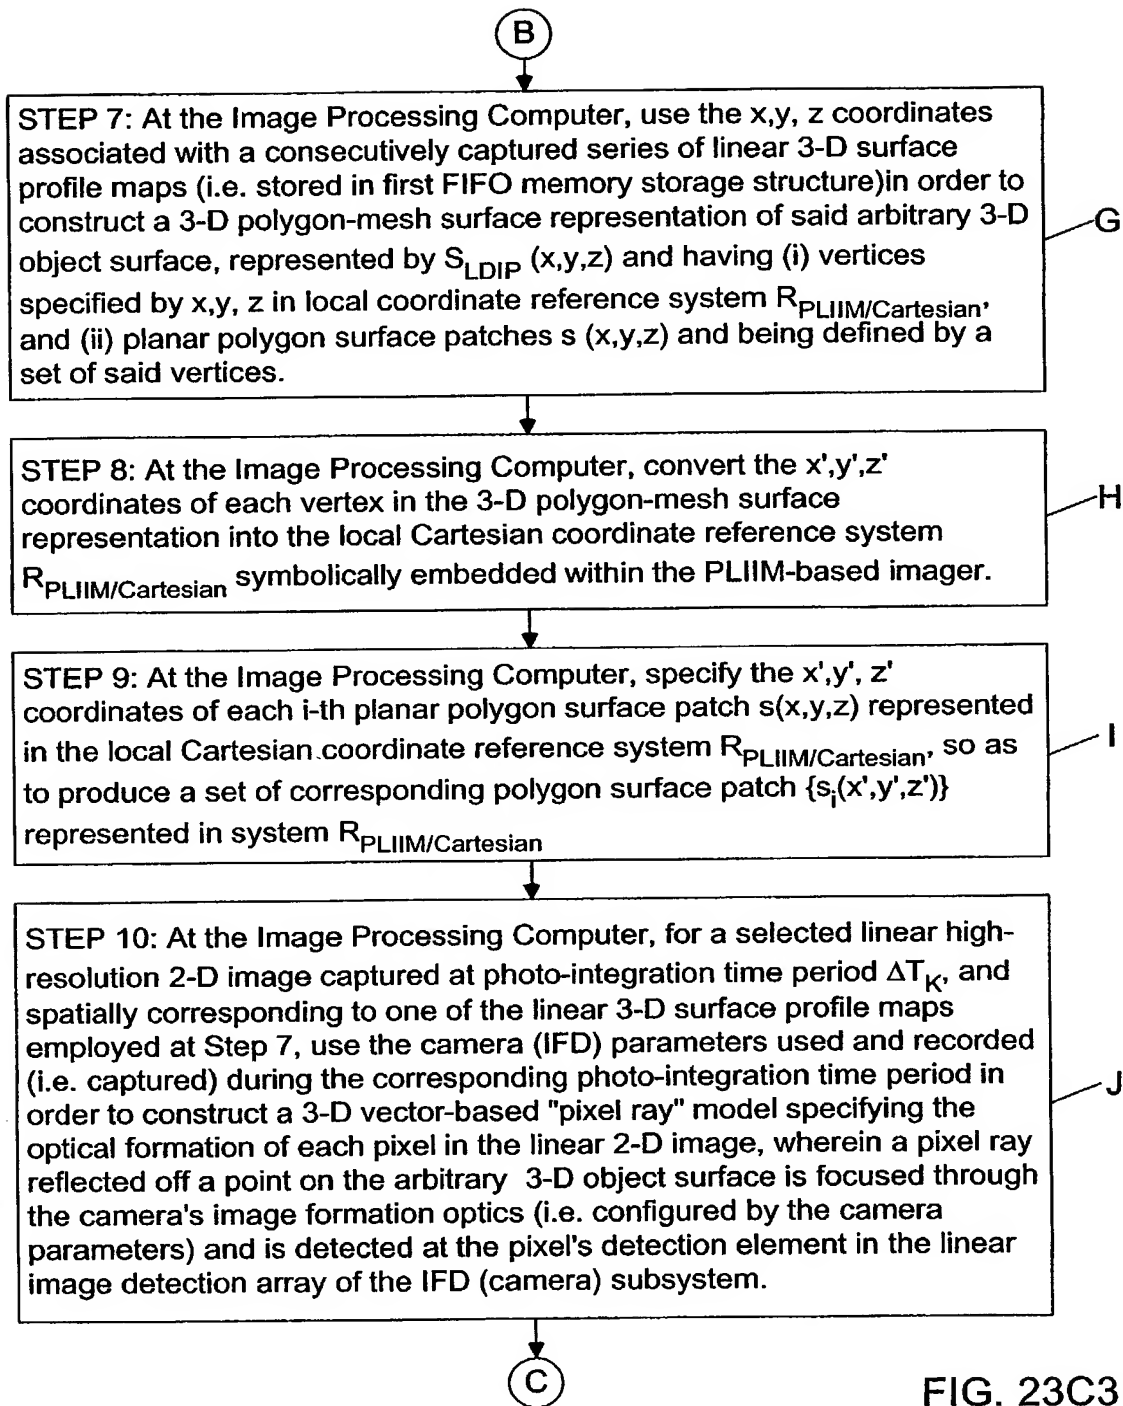 B
STEP 7: At the Image Processing Computer, use the x,y, z coordinates
associated with a consecutively captured series of linear 3-D surface
profile maps (i.e. stored in first FIFO memory storage structure)in order to
construct a 3-D polygon-mesh surface representation of said arbitrary 3-D
object surface, represented by S_LDIP (x,y,z) and having (i) vertices
specified by x,y, z in local coordinate reference system R_PLIIM/Cartesian,
and (ii) planar polygon surface patches s (x,y,z) and being defined by a
set of said vertices.
G
STEP 8: At the Image Processing Computer, convert the x',y',z'
coordinates of each vertex in the 3-D polygon-mesh surface
representation into the local Cartesian coordinate reference system
R_PLIIM/Cartesian symbolically embedded within the PLIIM-based imager.
H
STEP 9: At the Image Processing Computer, specify the x',y', z'
coordinates of each i-th planar polygon surface patch s(x,y,z) represented
in the local Cartesian coordinate reference system R_PLIIM/Cartesian, so as
to produce a set of corresponding polygon surface patch {s_i(x',y',z')}
represented in system R_PLIIM/Cartesian
I
STEP 10: At the Image Processing Computer, for a selected linear high-
resolution 2-D image captured at photo-integration time period ΔT_K, and
spatially corresponding to one of the linear 3-D surface profile maps
employed at Step 7, use the camera (IFD) parameters used and recorded
(i.e. captured) during the corresponding photo-integration time period in
order to construct a 3-D vector-based "pixel ray" model specifying the
optical formation of each pixel in the linear 2-D image, wherein a pixel ray
reflected off a point on the arbitrary 3-D object surface is focused through
the camera's image formation optics (i.e. configured by the camera
parameters) and is detected at the pixel's detection element in the linear
image detection array of the IFD (camera) subsystem.
J
C
FIG. 23C3